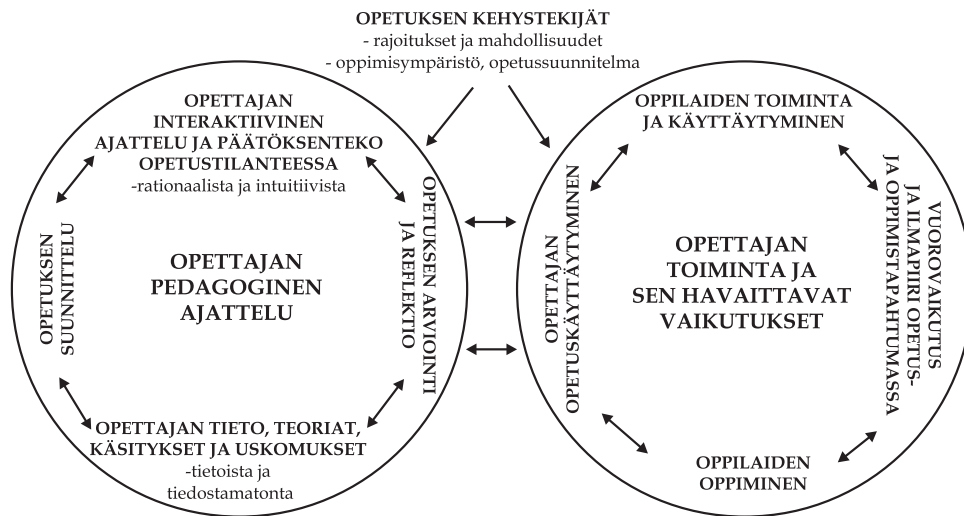 OPETUKSEN KEHYSTEKIJÄT
- rajoitukset ja mahdollisuudet
- oppimisympäristö, opetussuunnitelma
OPETTAJAN
INTERAKTIIVINEN
AJATTELU JA PÄÄTÖKSENTEKO
OPETUSTILANTEESSA
-rationaalista ja intuitiivista
OPETUKSEN
SUUNNITTELU
OPETTAJAN
PEDAGOGINEN
AJATTELU
OPETUKSEN ARVIOINTI
JA REFLEKTIO
OPETTAJAN TIETO, TEORIAT,
KÄSITYKSET JA USKOMUKSET
-tietoista ja
tiedostamatonta
OPPILAIDEN TOIMINTA
JA KÄYTTÄYTYMINEN
OPETTAJAN
OPETUSKÄYTTÄYTYMINEN
OPETTAJAN
TOIMINTA JA
SEN HAVAITTAVAT
VAIKUTUKSET
VUOROVAIKUTUS
JA ILMAPIIRI OPETUS-
JA OPPIMISTAPAHTUMASSA
OPPILAIDEN
OPPIMINEN